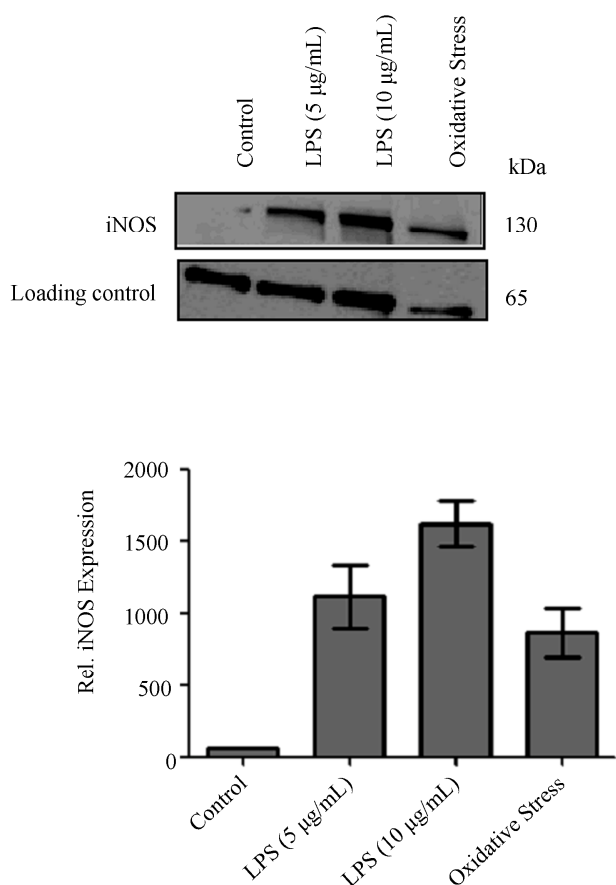 Control
LPS (5 µg/mL)
LPS (10 µg/mL)
Oxidative Stress
kDa
iNOS
130
Loading control
65
Rel. iNOS Expression
2000
1500
1000
500
0
Control
LPS (5 µg/mL)
LPS (10 µg/mL)
Oxidative Stress